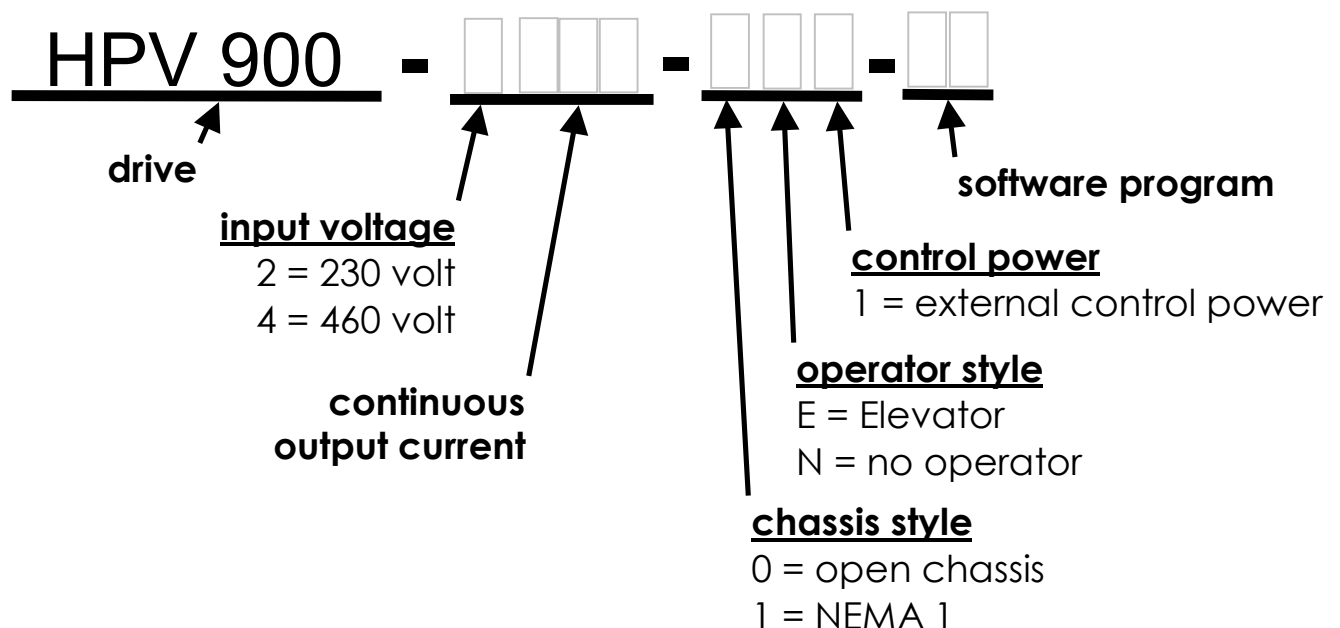 HPV 900 - -  -
drive
software program
input voltage
2 = 230 volt
4 = 460 volt
control power
1 = external control power
continuous
output current
operator style
E = Elevator
N = no operator
chassis style
0 = open chassis
1 = NEMA 1